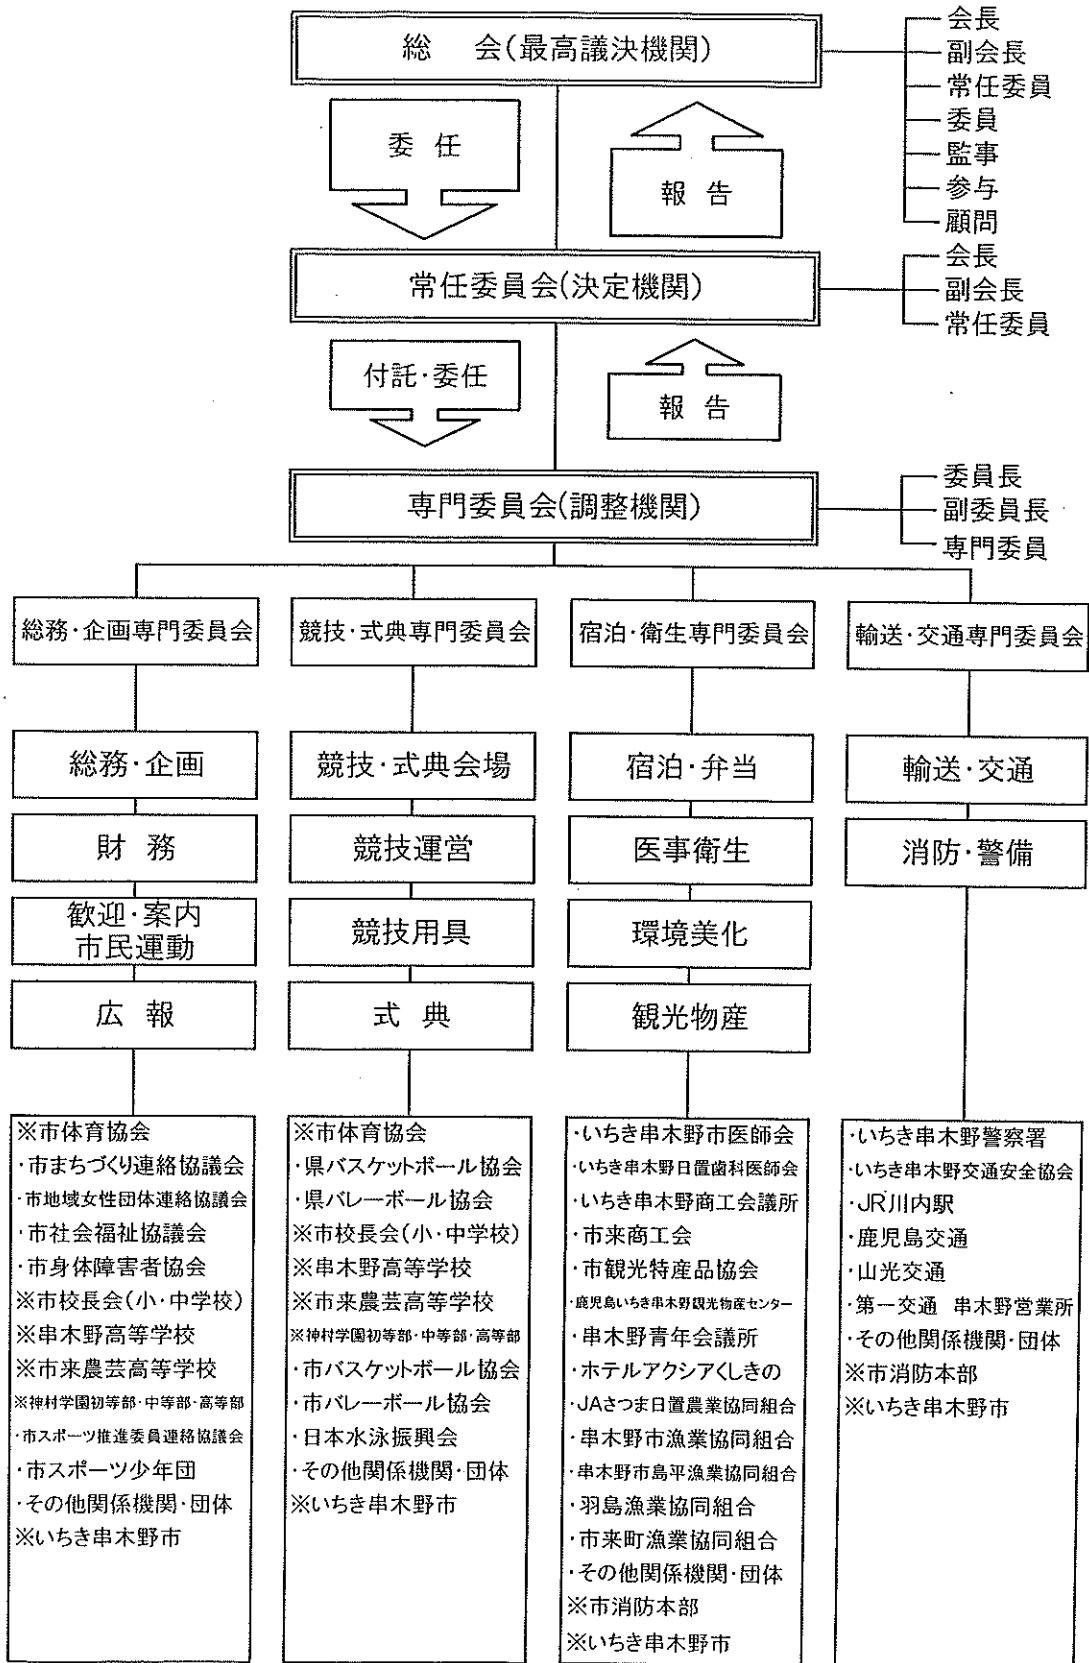 総　会(最高議決機関)
会長
副会長
常任委員
委員
監事
参与
顧問
委 任
報 告
常任委員会(決定機関)
会長
副会長
常任委員
付託・委任
報 告
専門委員会(調整機関)
委員長
副委員長
専門委員
総務・企画専門委員会
総務・企画
財 務
歓迎・案内
市民運動
広 報
※市体育協会
・市まちづくり連絡協議会
・市地域女性団体連絡協議会
・市社会福祉協議会
・市身体障害者協会
※市校長会(小・中学校)
※串木野高等学校
※市来農芸高等学校
※神村学園初等部・中等部・高等部
・市スポーツ推進委員連絡協議会
・市スポーツ少年団
・その他関係機関・団体
※いちき串木野市
競技・式典専門委員会
競技・式典会場
競技運営
競技用具
式 典
※市体育協会
・県バスケットボール協会
・県バレーボール協会
※市校長会(小・中学校)
※串木野高等学校
※市来農芸高等学校
※神村学園初等部・中等部・高等部
・市バスケットボール協会
・市バレーボール協会
・日本水泳振興会
・その他関係機関・団体
※いちき串木野市
宿泊・衛生専門委員会
宿泊・弁当
医事衛生
環境美化
観光物産
・いちき串木野市医師会
・いちき串木野日置歯科医師会
・いちき串木野商工会議所
・市来商工会
・市観光特産品協会
・鹿児島いちき串木野観光物産センター
・串木野青年会議所
・ホテルアクシアくしきの
・JAさつま日置農業協同組合
・串木野市漁業協同組合
・串木野市島平漁業協同組合
・羽島漁業協同組合
・市来町漁業協同組合
・その他関係機関・団体
※市消防本部
※いちき串木野市
輸送・交通専門委員会
輸送・交通
消防・警備
・いちき串木野警察署
・いちき串木野交通安全協会
・JR川内駅
・鹿児島交通
・山光交通
・第一交通 串木野営業所
・その他関係機関・団体
※市消防本部
※いちき串木野市